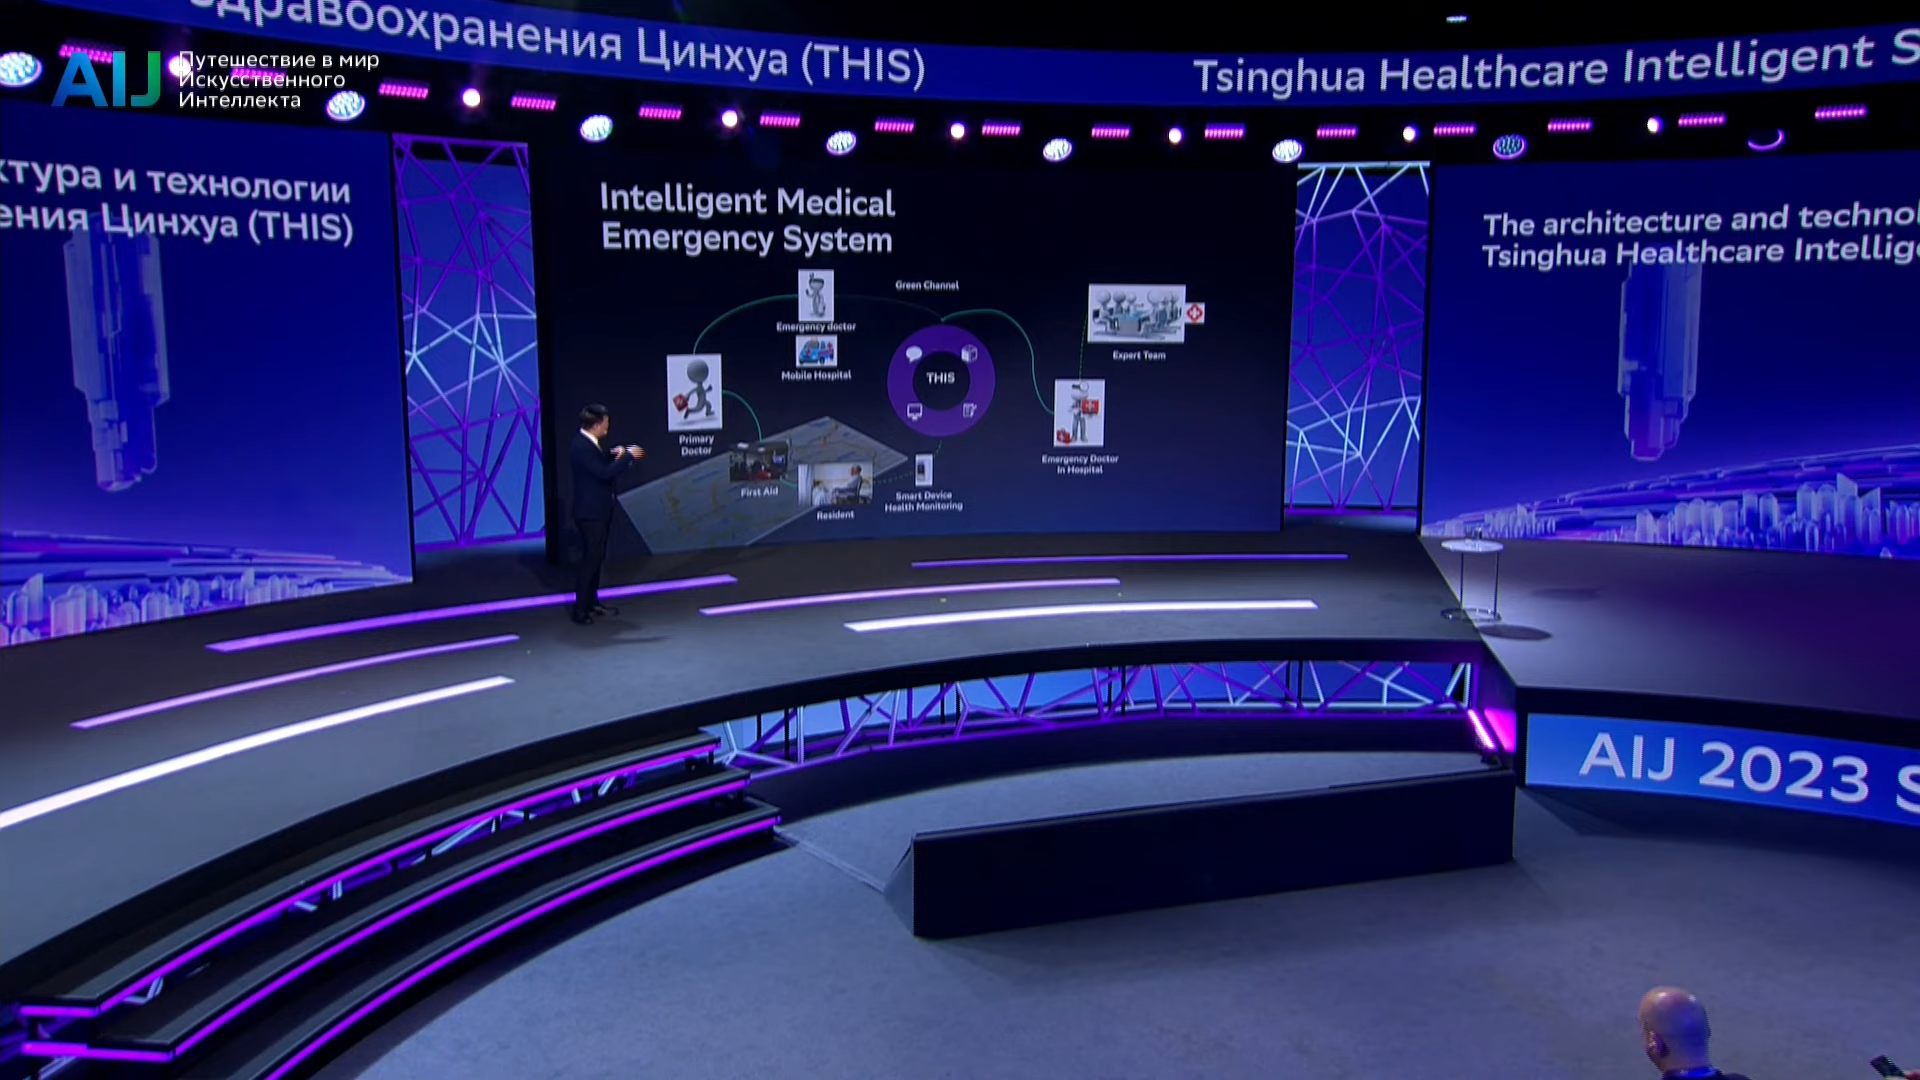 здравоохранения Цинхуа (THIS)
Tsinghua Healthcare Intelligent S
AIJ
Путешествие в мир
Искусственного
Интеллекта
ктура и технологии
ения Цинхуа (THIS)
Intelligent Medical
Emergency System
Green Channel
Emergency doctor
Mobile Hospital
THIS
Expert Team
Primary
Doctor
First Aid
Resident
Smart Device
Health Monitoring
Emergency Doctor
In Hospital
The architecture and technol
Tsinghua Healthcare Intellige
AIJ 2023 S